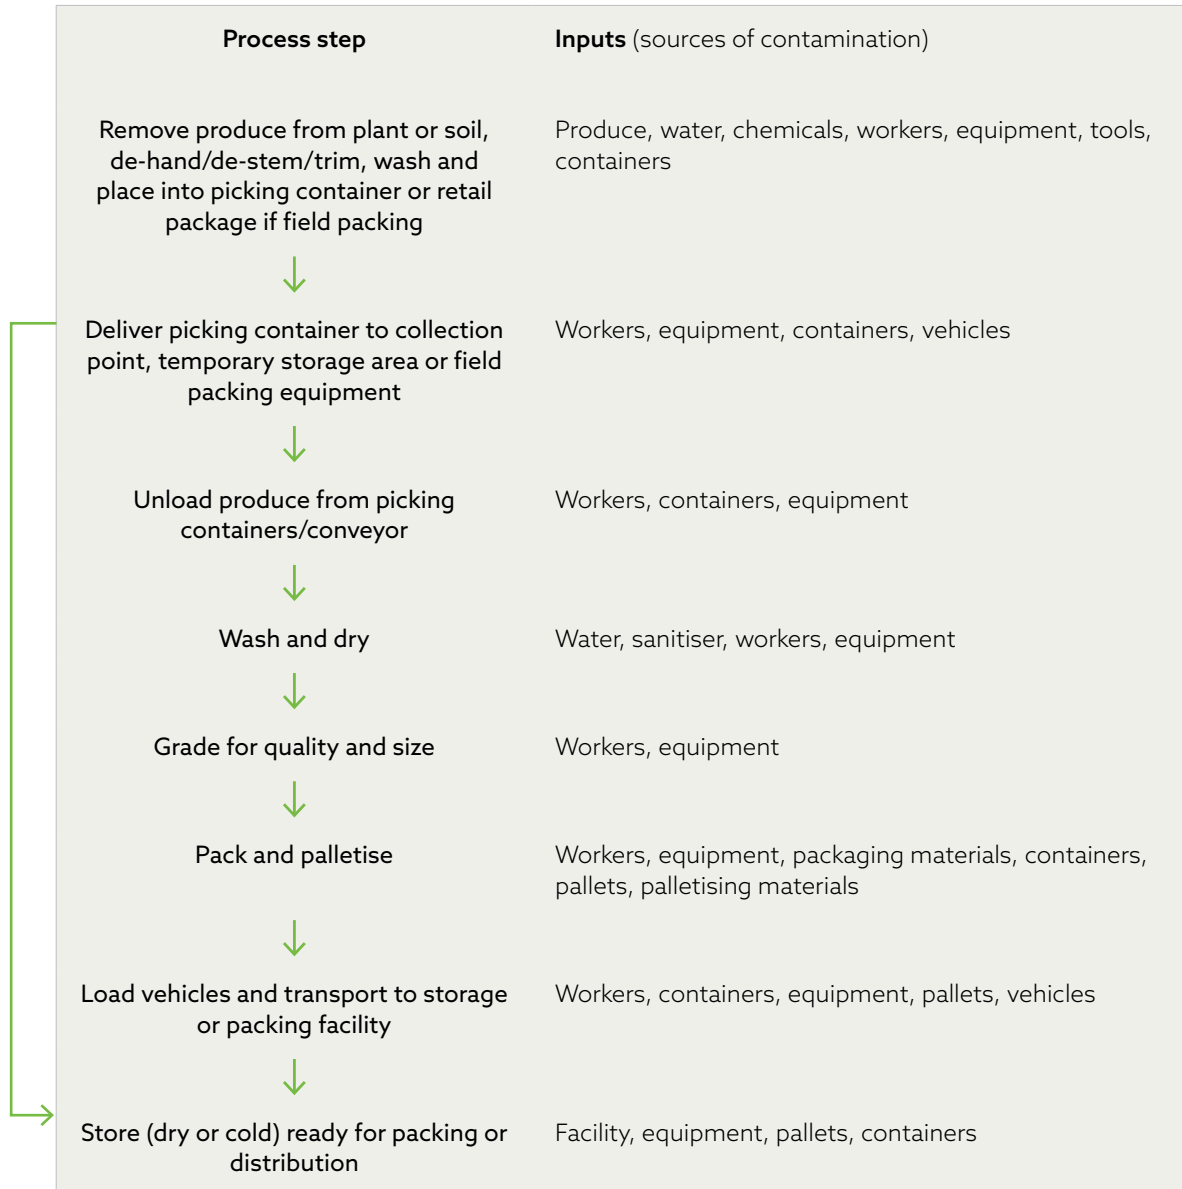 Process step
Inputs (sources of contamination)
Remove produce from plant or soil,
de-hand/de-stem/trim, wash and
place into picking container or retail
package if field packing
Produce, water, chemicals, workers, equipment, tools,
containers
Deliver picking container to collection
point, temporary storage area or field
packing equipment
Workers, equipment, containers, vehicles
Unload produce from picking
containers/conveyor
Workers, containers, equipment
Wash and dry
Water, sanitiser, workers, equipment
Grade for quality and size
Workers, equipment
Pack and palletise
Workers, equipment, packaging materials, containers,
pallets, palletising materials
Load vehicles and transport to storage
or packing facility
Workers, containers, equipment, pallets, vehicles
Store (dry or cold) ready for packing or
distribution
Facility, equipment, pallets, containers